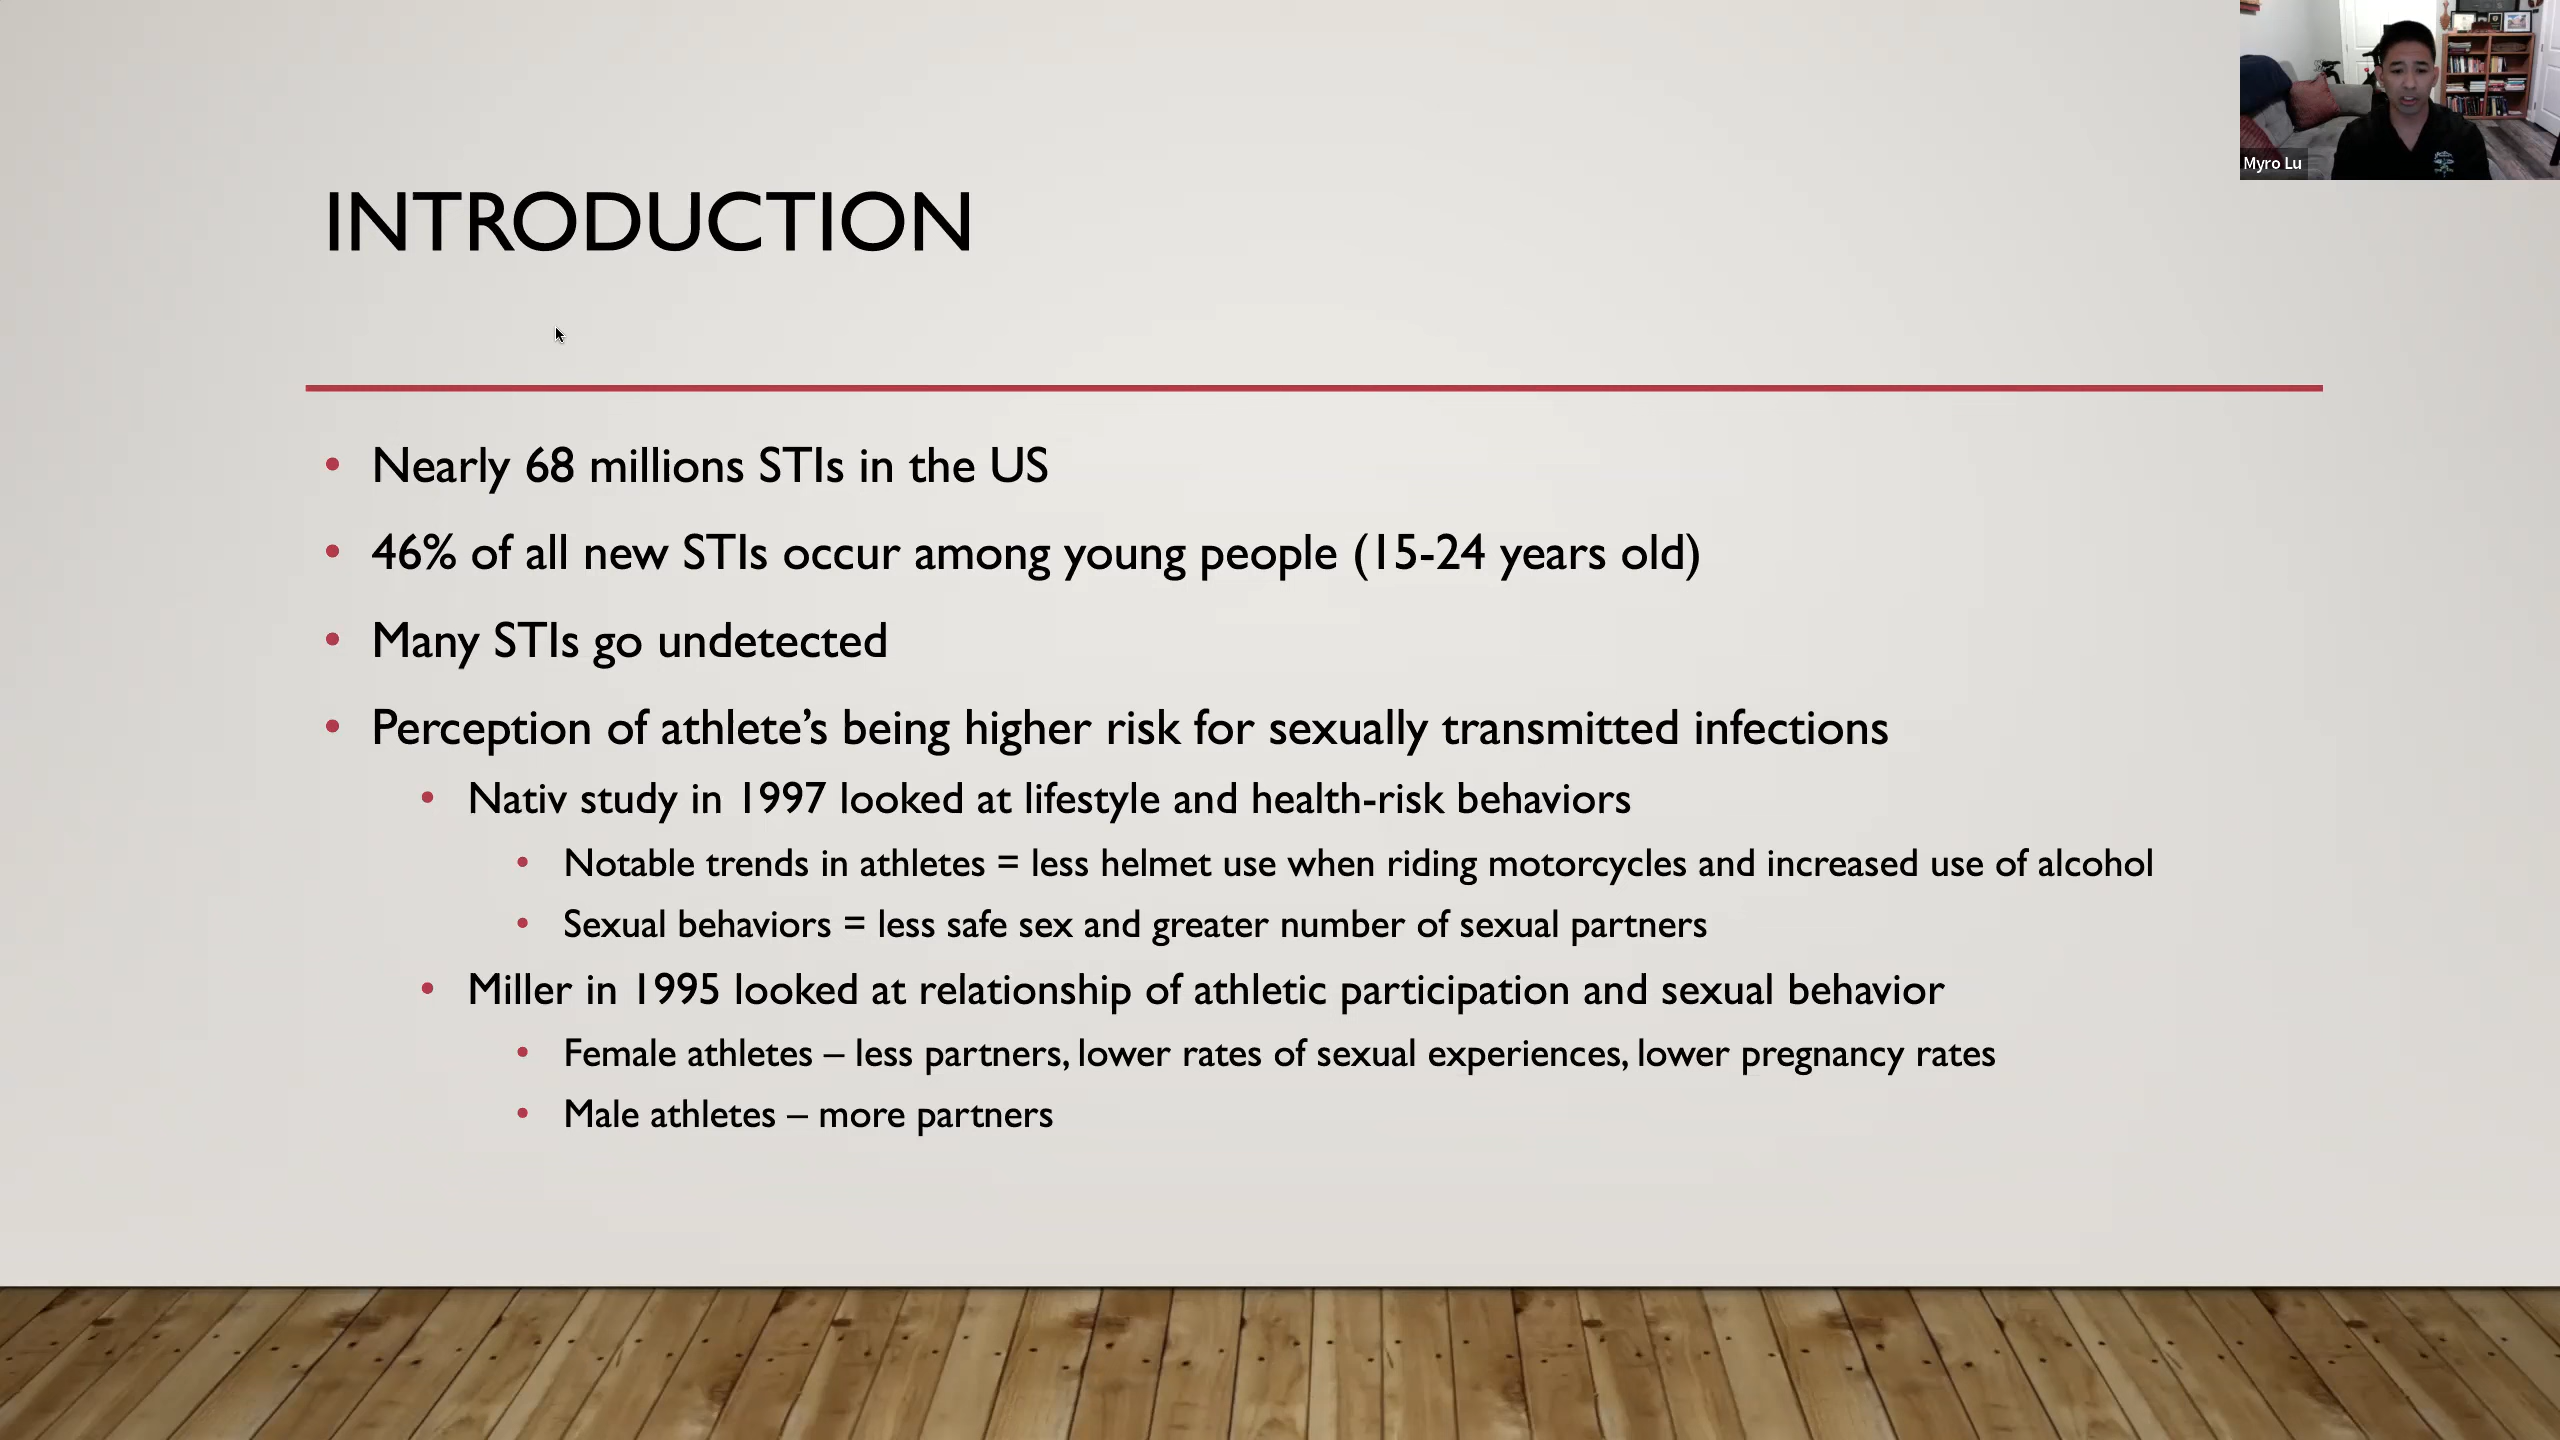 Myro Lu
INTRODUCTION
• Nearly 68 millions STIs in the US
• 46% of all new STIs occur among young people (15-24 years old)
• Many STIs go undetected
• Perception of athlete’s being higher risk for sexually transmitted infections
• Nativ study in 1997 looked at lifestyle and health-risk behaviors
• Notable trends in athletes = less helmet use when riding motorcycles and increased use of alcohol
• Sexual behaviors = less safe sex and greater number of sexual partners
• Miller in 1995 looked at relationship of athletic participation and sexual behavior
• Female athletes – less partners, lower rates of sexual experiences, lower pregnancy rates
• Male athletes – more partners